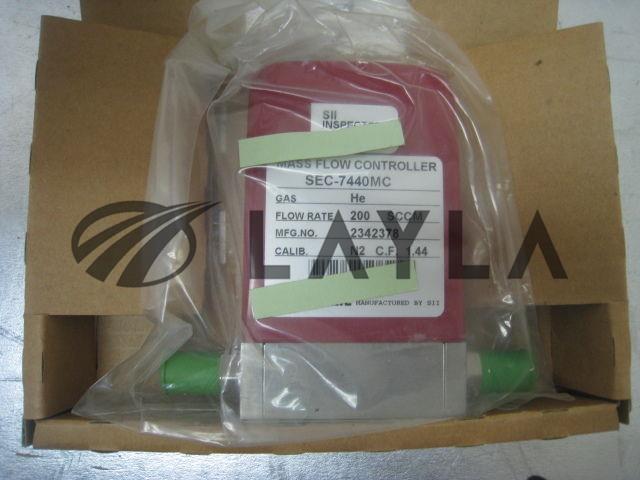 SII
MASS FLOW CONTROLLER
SEC-7440MC
GAS He
FLOW RATE 200 SCCM
MFG.NO. 2342378
CALIB. N2 C.F. 1.44
MANUFACTURED BY SII
LAYLA